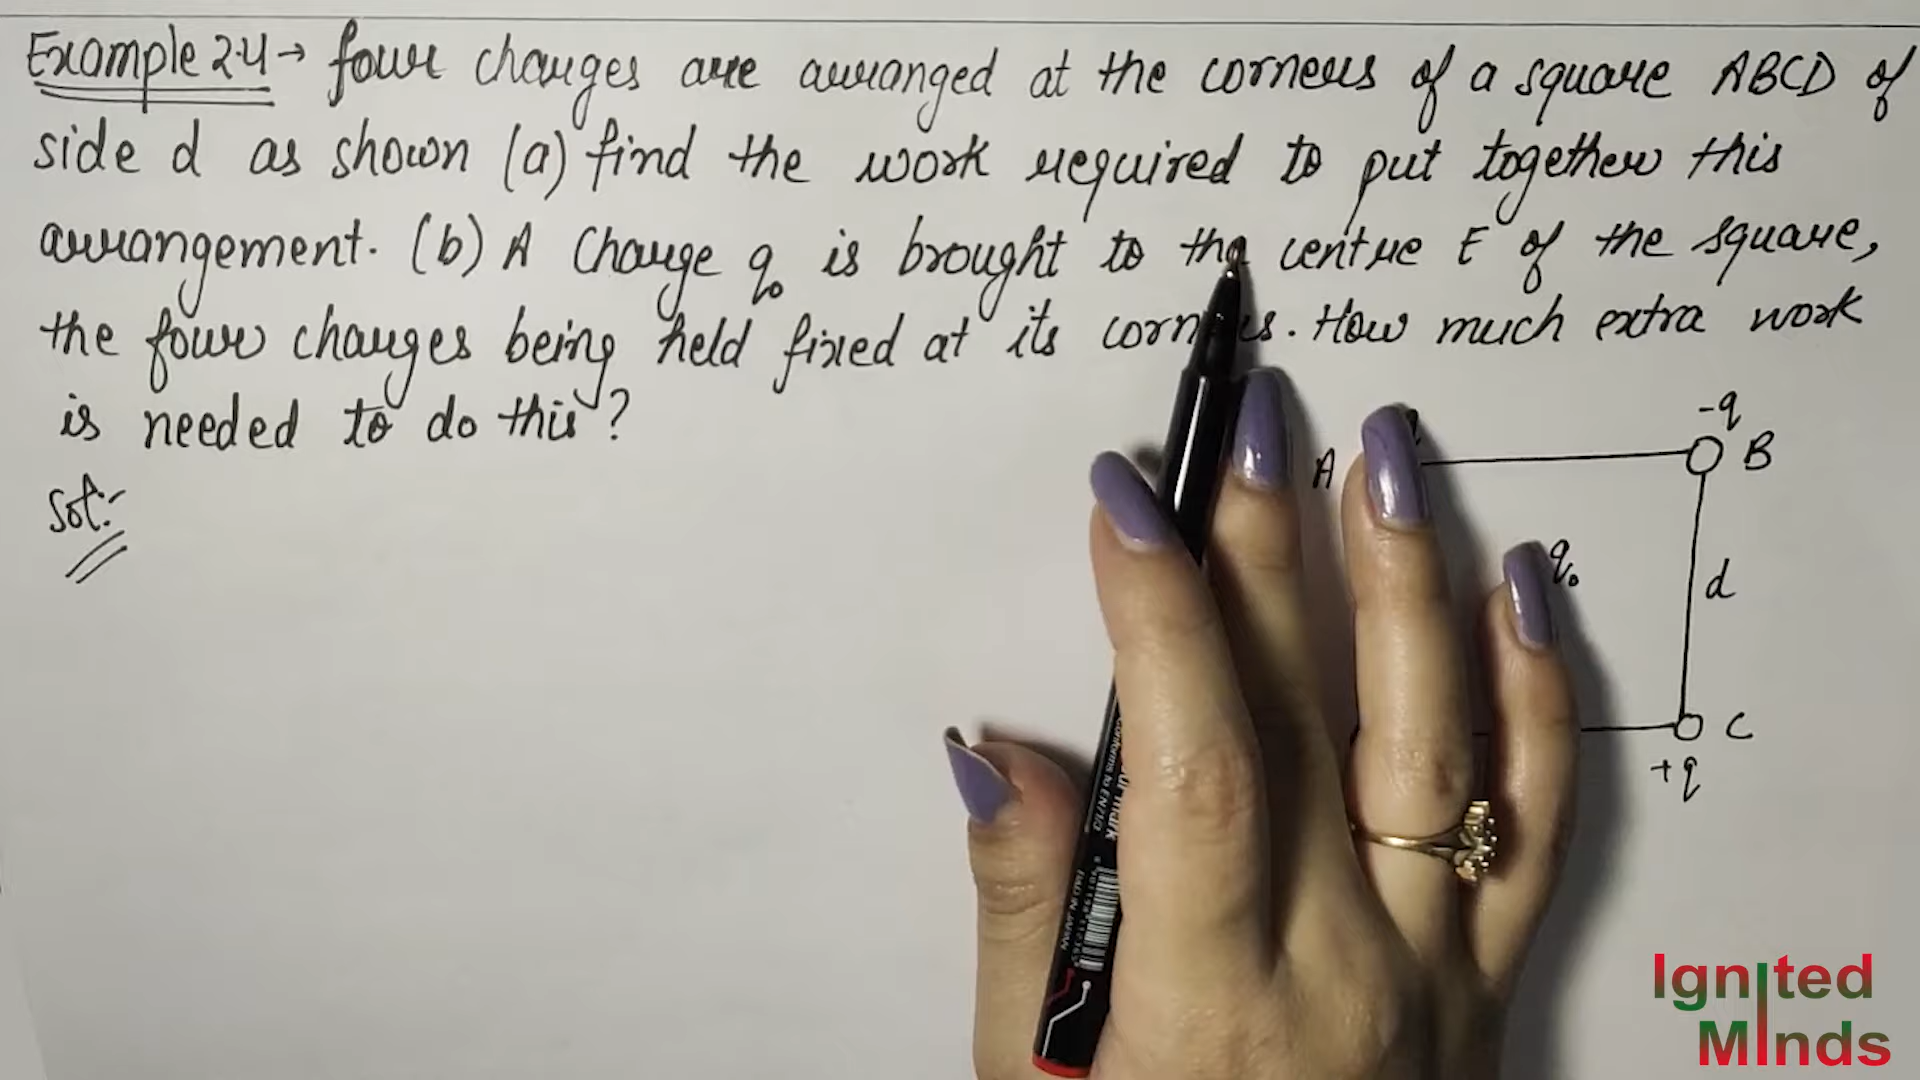 Example 2.4 → four charges are arranged at the corners of a square ABCD of
side d as shown (a) find the work required to put together this
arrangement. (b) A Charge q₀ is brought to the centre E of the square,
the four charges being held fixed at its corners. How much extra work
is needed to do this?
Sol:-
-q
A
B
q₀
d
C
+q
Ignited
Minds